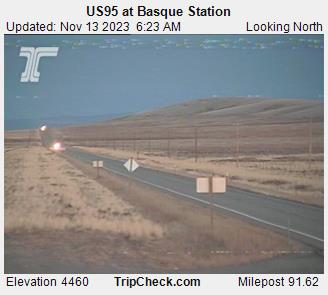 US95 at Basque Station
Updated: Nov 13 2023 6:23 AM Looking North
Elevation 4460 TripCheck.com Milepost 91.62